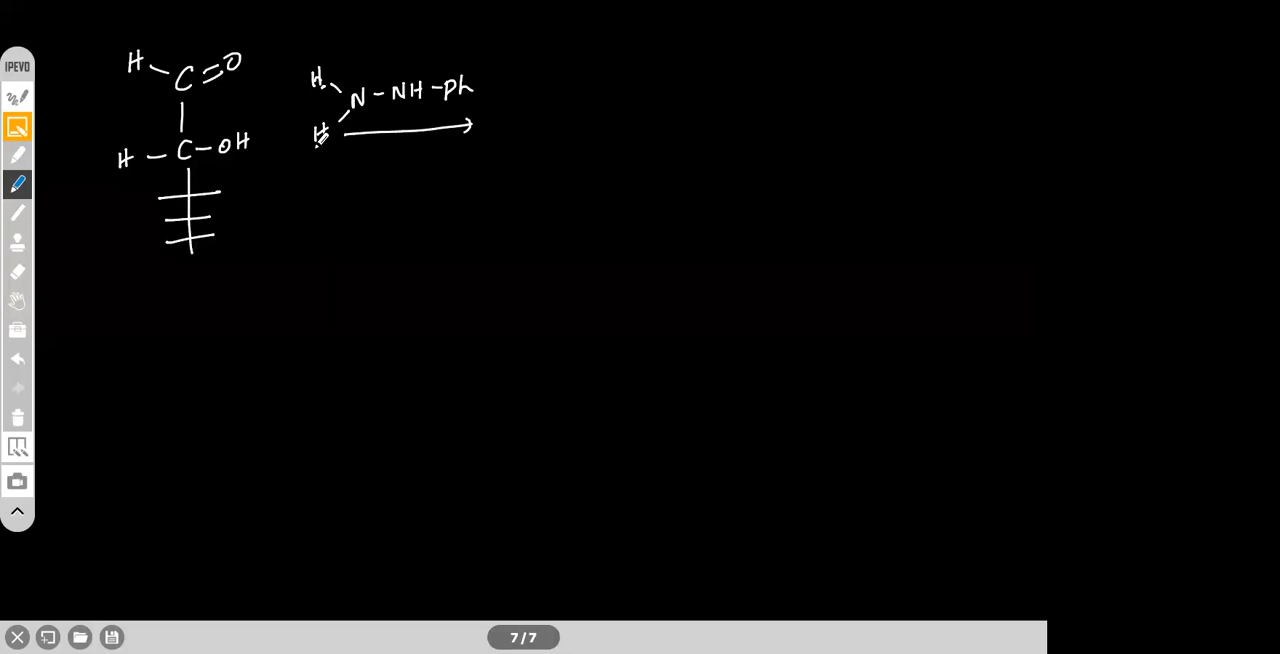 IPEVO
H C = O
H
N - NH - Ph
H
H - C - OH
7 / 7